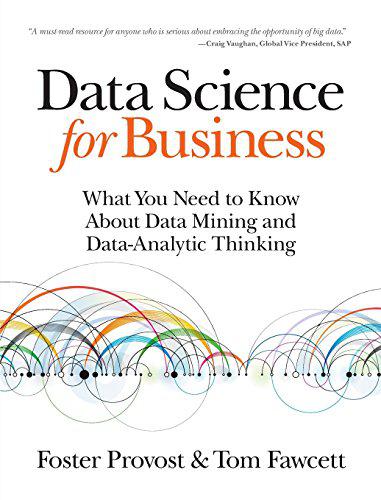 “A must-read resource for anyone who is serious about embracing the opportunity of big data.”
—Craig Vaughan, Global Vice President, SAP
Data Science
for Business
What You Need to Know
About Data Mining and
Data-Analytic Thinking
Foster Provost & Tom Fawcett